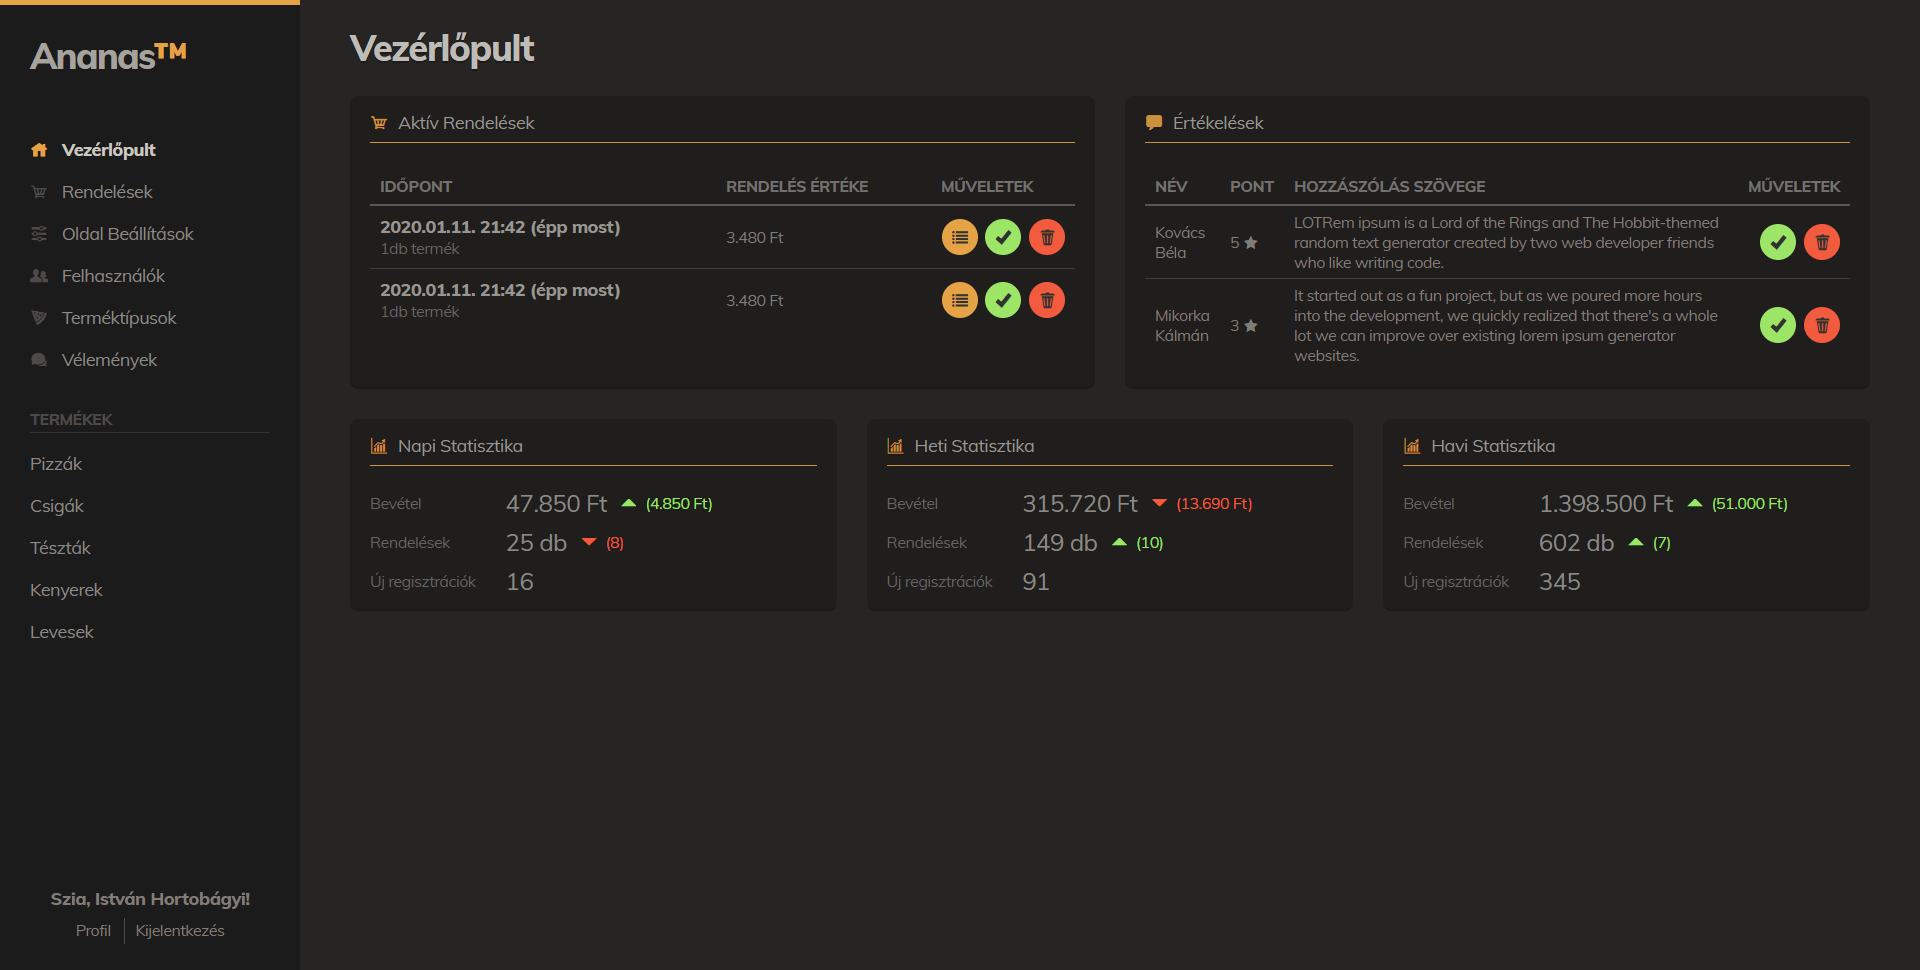 Ananas™
Vezérlőpult
Rendelések
Oldal Beállítások
Felhasználók
Terméktípusok
Vélemények
TERMÉKEK
Pizzák
Csigák
Tészták
Kenyerek
Levesek
Szia, István Hortobágyi!
Profil
Kijelentkezés
Vezérlőpult
Aktív Rendelések
IDŐPONT RENDELÉS ÉRTÉKE MŰVELETEK
2020.01.11. 21:42 (épp most)
1db termék
3.480 Ft
2020.01.11. 21:42 (épp most)
1db termék
3.480 Ft
Értékelések
NÉV PONT HOZZÁSZÓLÁS SZÖVEGE MŰVELETEK
Kovács
Béla
5
LOTRem ipsum is a Lord of the Rings and The Hobbit-themed
random text generator created by two web developer friends
who like writing code.
Mikorka
Kálmán
3
It started out as a fun project, but as we poured more hours
into the development, we quickly realized that there's a whole
lot we can improve over existing lorem ipsum generator
websites.
Napi Statisztika
Bevétel 47.850 Ft (4.850 Ft)
Rendelések 25 db (8)
Új regisztrációk 16
Heti Statisztika
Bevétel 315.720 Ft (13.690 Ft)
Rendelések 149 db (10)
Új regisztrációk 91
Havi Statisztika
Bevétel 1.398.500 Ft (51.000 Ft)
Rendelések 602 db (7)
Új regisztrációk 345